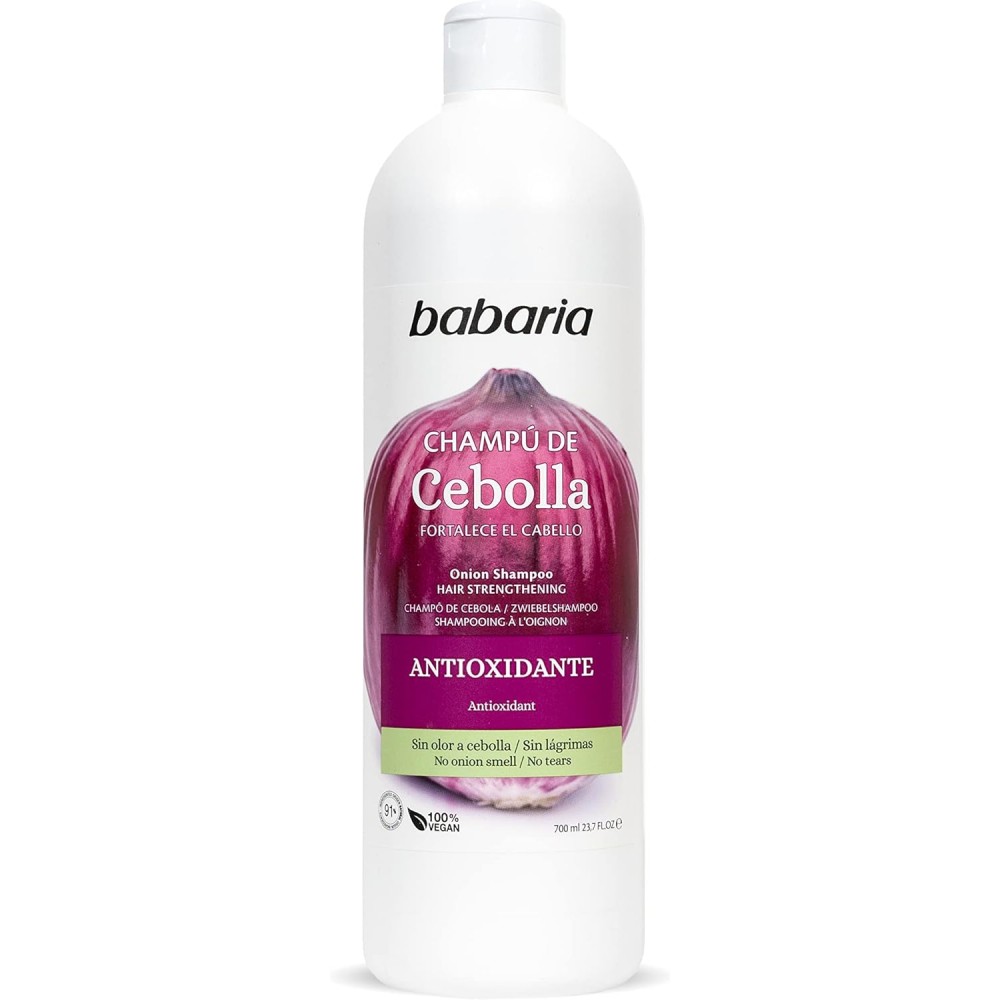 babaria
CHAMPÚ DE
Cebolla
FORTALECE EL CABELLO
Onion Shampoo
HAIR STRENGTHENING
CHAMPÔ DE CEBOLA / ZWIEBELSHAMPOO
SHAMPOOING À L'OIGNON
ANTIOXIDANTE
Antioxidant
Sin olor a cebolla / Sin lágrimas
No onion smell / No tears
91%
100%
VEGAN
700 ml 23,7 FL.OZ ℮